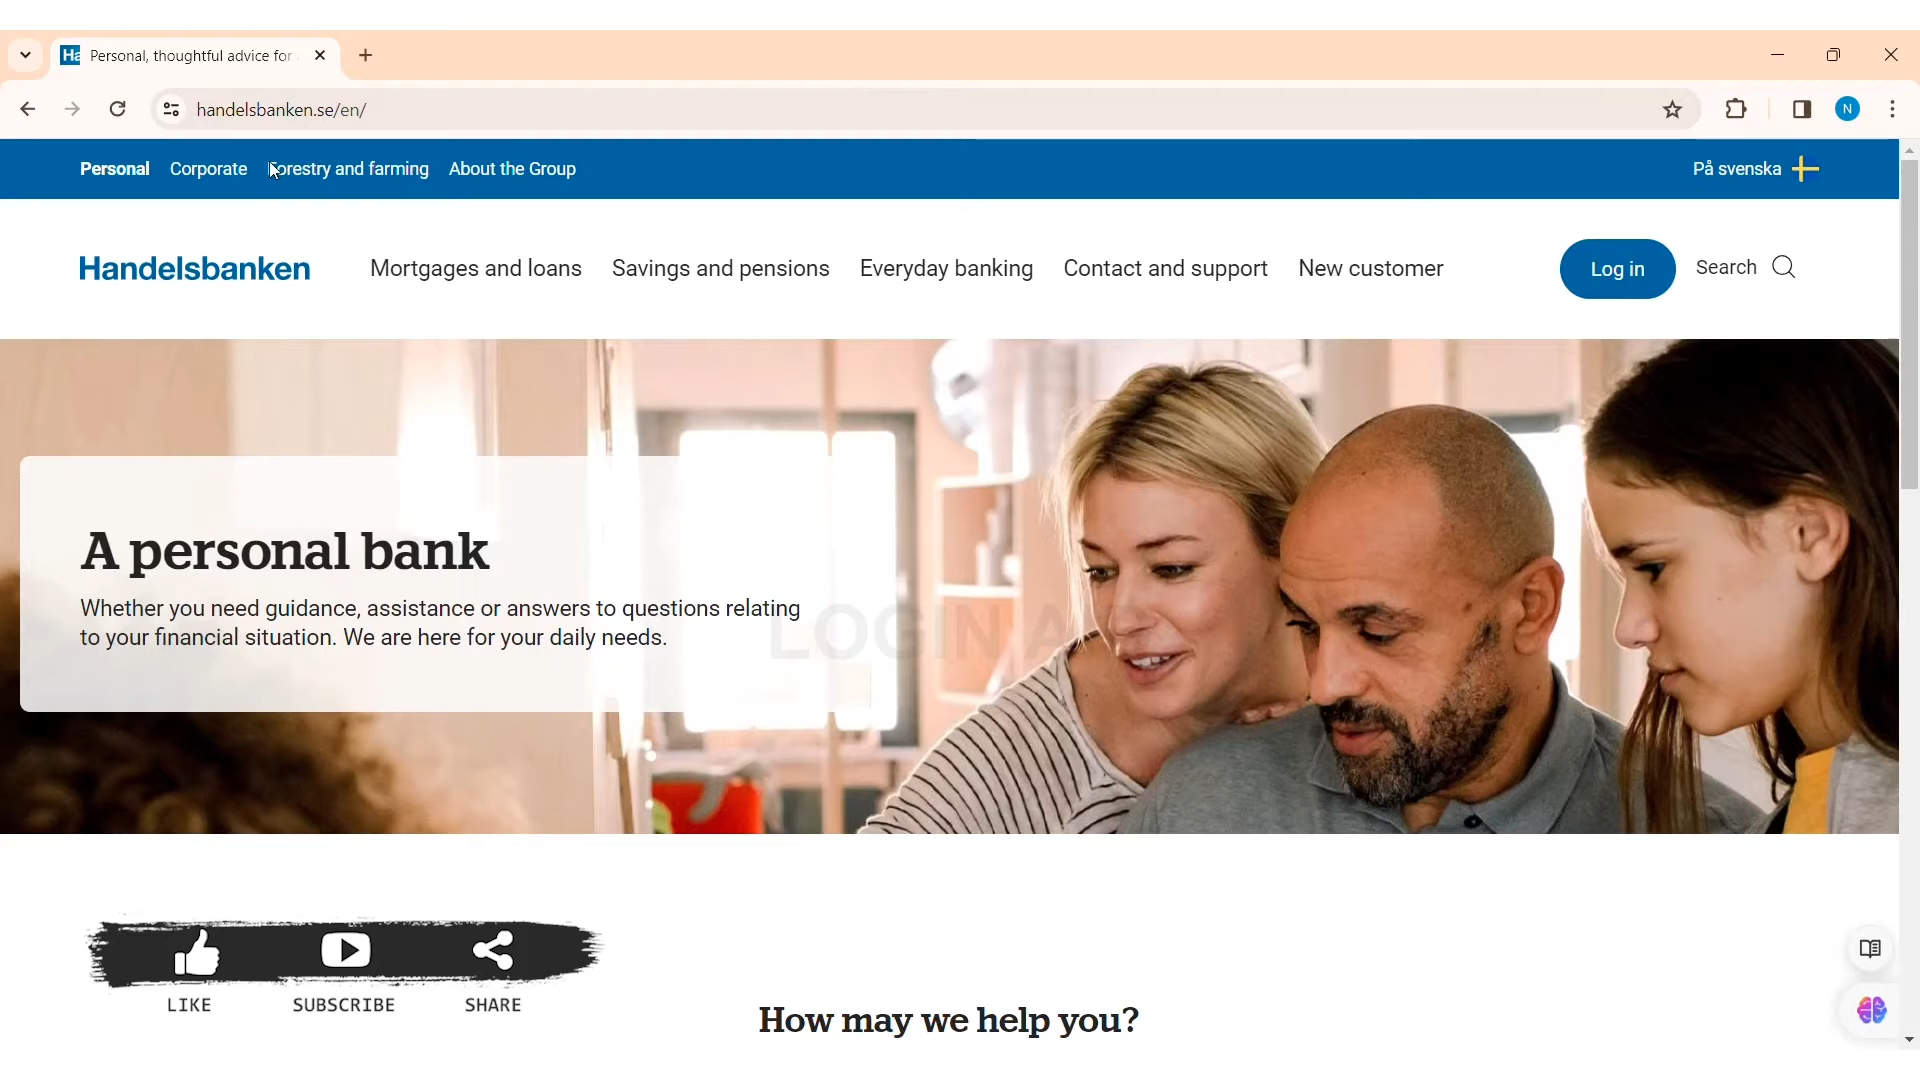 Personal, thoughtful advice for
handelsbanken.se/en/
N
Personal Corporate Forestry and farming About the Group
På svenska
Handelsbanken
Mortgages and loans Savings and pensions Everyday banking Contact and support New customer
Log in
Search
A personal bank
Whether you need guidance, assistance or answers to questions relating
to your financial situation. We are here for your daily needs.
LOGIN A
LIKE SUBSCRIBE SHARE
How may we help you?